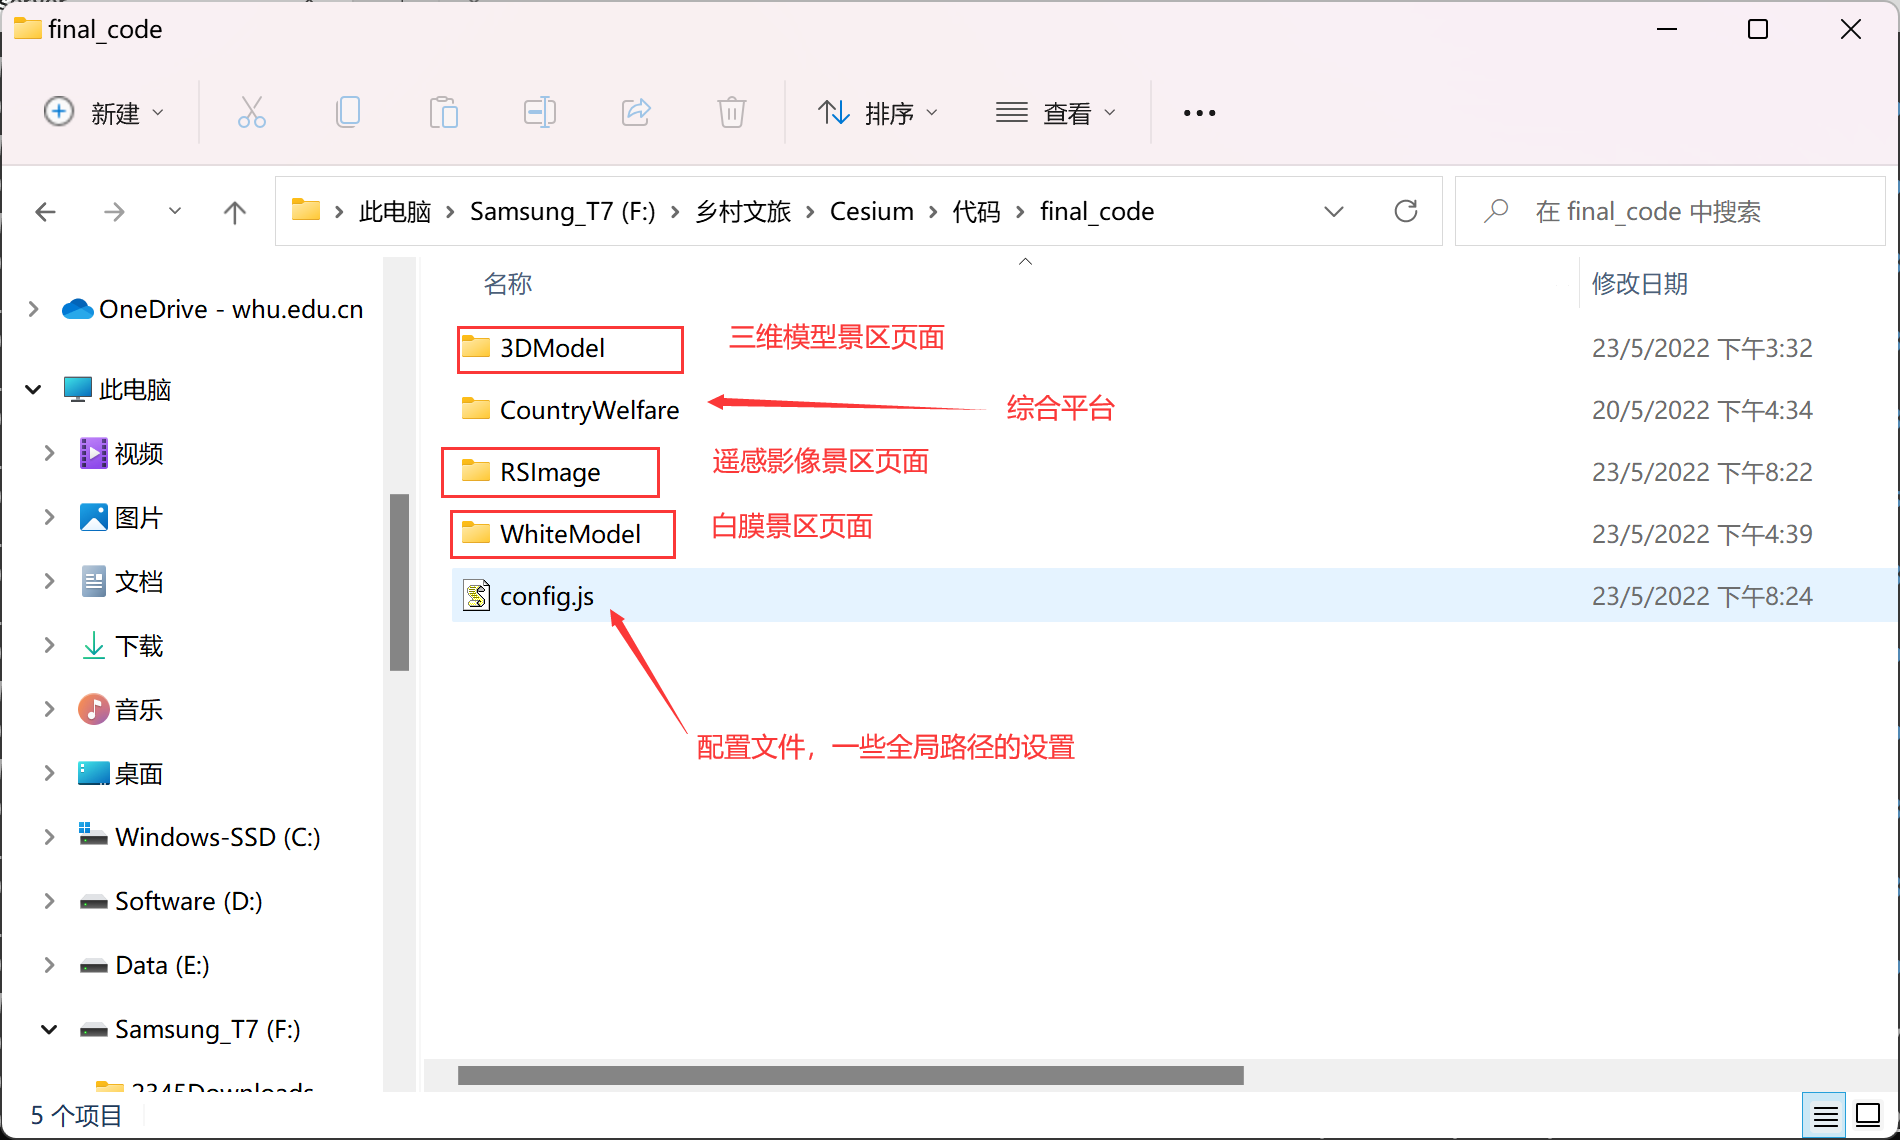 final_code
新建
排序
查看
此电脑 > Samsung_T7 (F:) > 乡村文旅 > Cesium > 代码 > final_code
在 final_code 中搜索
名称
修改日期
OneDrive - whu.edu.cn
此电脑
视频
图片
文档
下载
音乐
桌面
Windows-SSD (C:)
Software (D:)
Data (E:)
Samsung_T7 (F:)
2345Downloads
3DModel
三维模型景区页面
23/5/2022 下午3:32
CountryWelfare
综合平台
20/5/2022 下午4:34
RSImage
遥感影像景区页面
23/5/2022 下午8:22
WhiteModel
白膜景区页面
23/5/2022 下午4:39
config.js
23/5/2022 下午8:24
配置文件，一些全局路径的设置
5 个项目